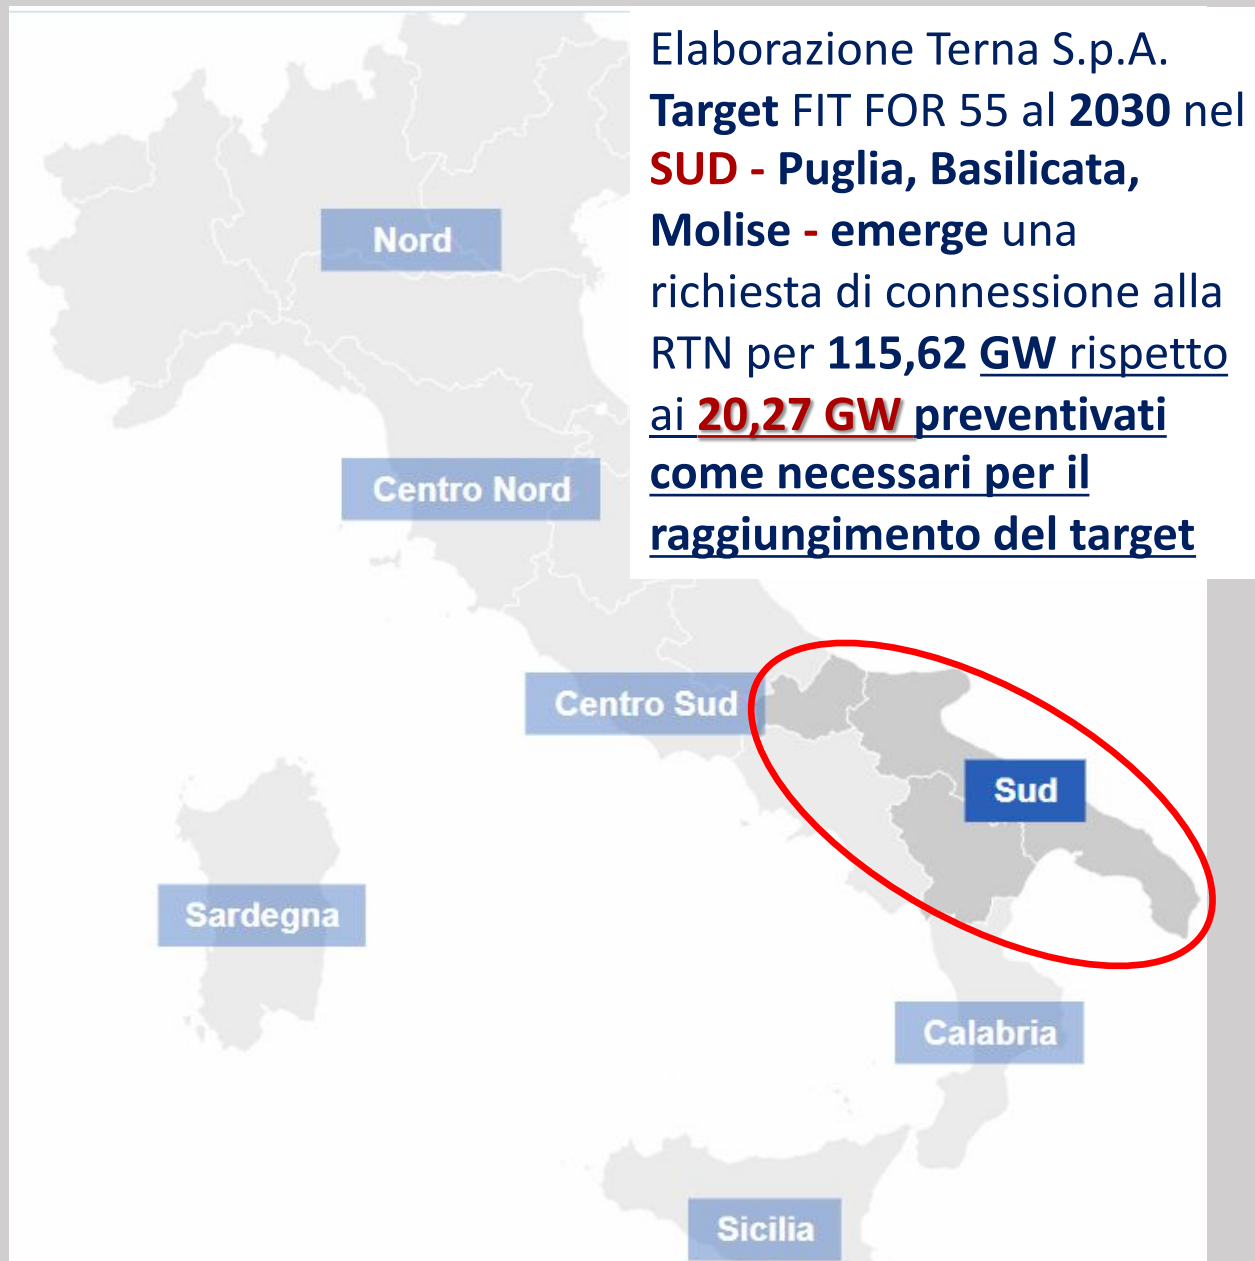 Elaborazione Terna S.p.A.
Target FIT FOR 55 al 2030 nel
SUD - Puglia, Basilicata,
Molise - emerge una
richiesta di connessione alla
RTN per 115,62 GW rispetto
ai 20,27 GW preventivati
come necessari per il
raggiungimento del target
Nord
Centro Nord
Centro Sud
Sud
Sardegna
Calabria
Sicilia